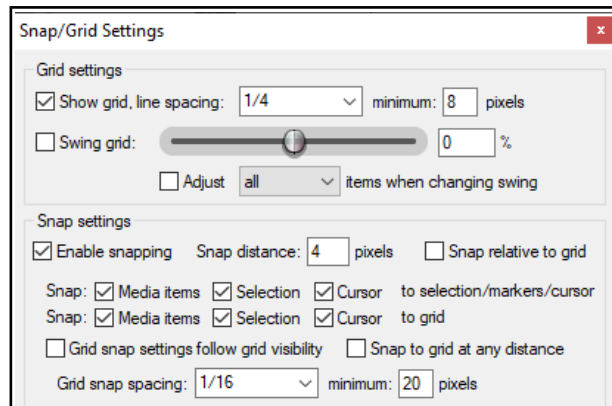 Snap/Grid Settings x
Grid settings
Show grid, line spacing: 1/4 minimum: 8 pixels
Swing grid: 0 %
Adjust all items when changing swing
Snap settings
Enable snapping Snap distance: 4 pixels Snap relative to grid
Snap: Media items Selection Cursor to selection/markers/cursor
Snap: Media items Selection Cursor to grid
Grid snap settings follow grid visibility Snap to grid at any distance
Grid snap spacing: 1/16 minimum: 20 pixels